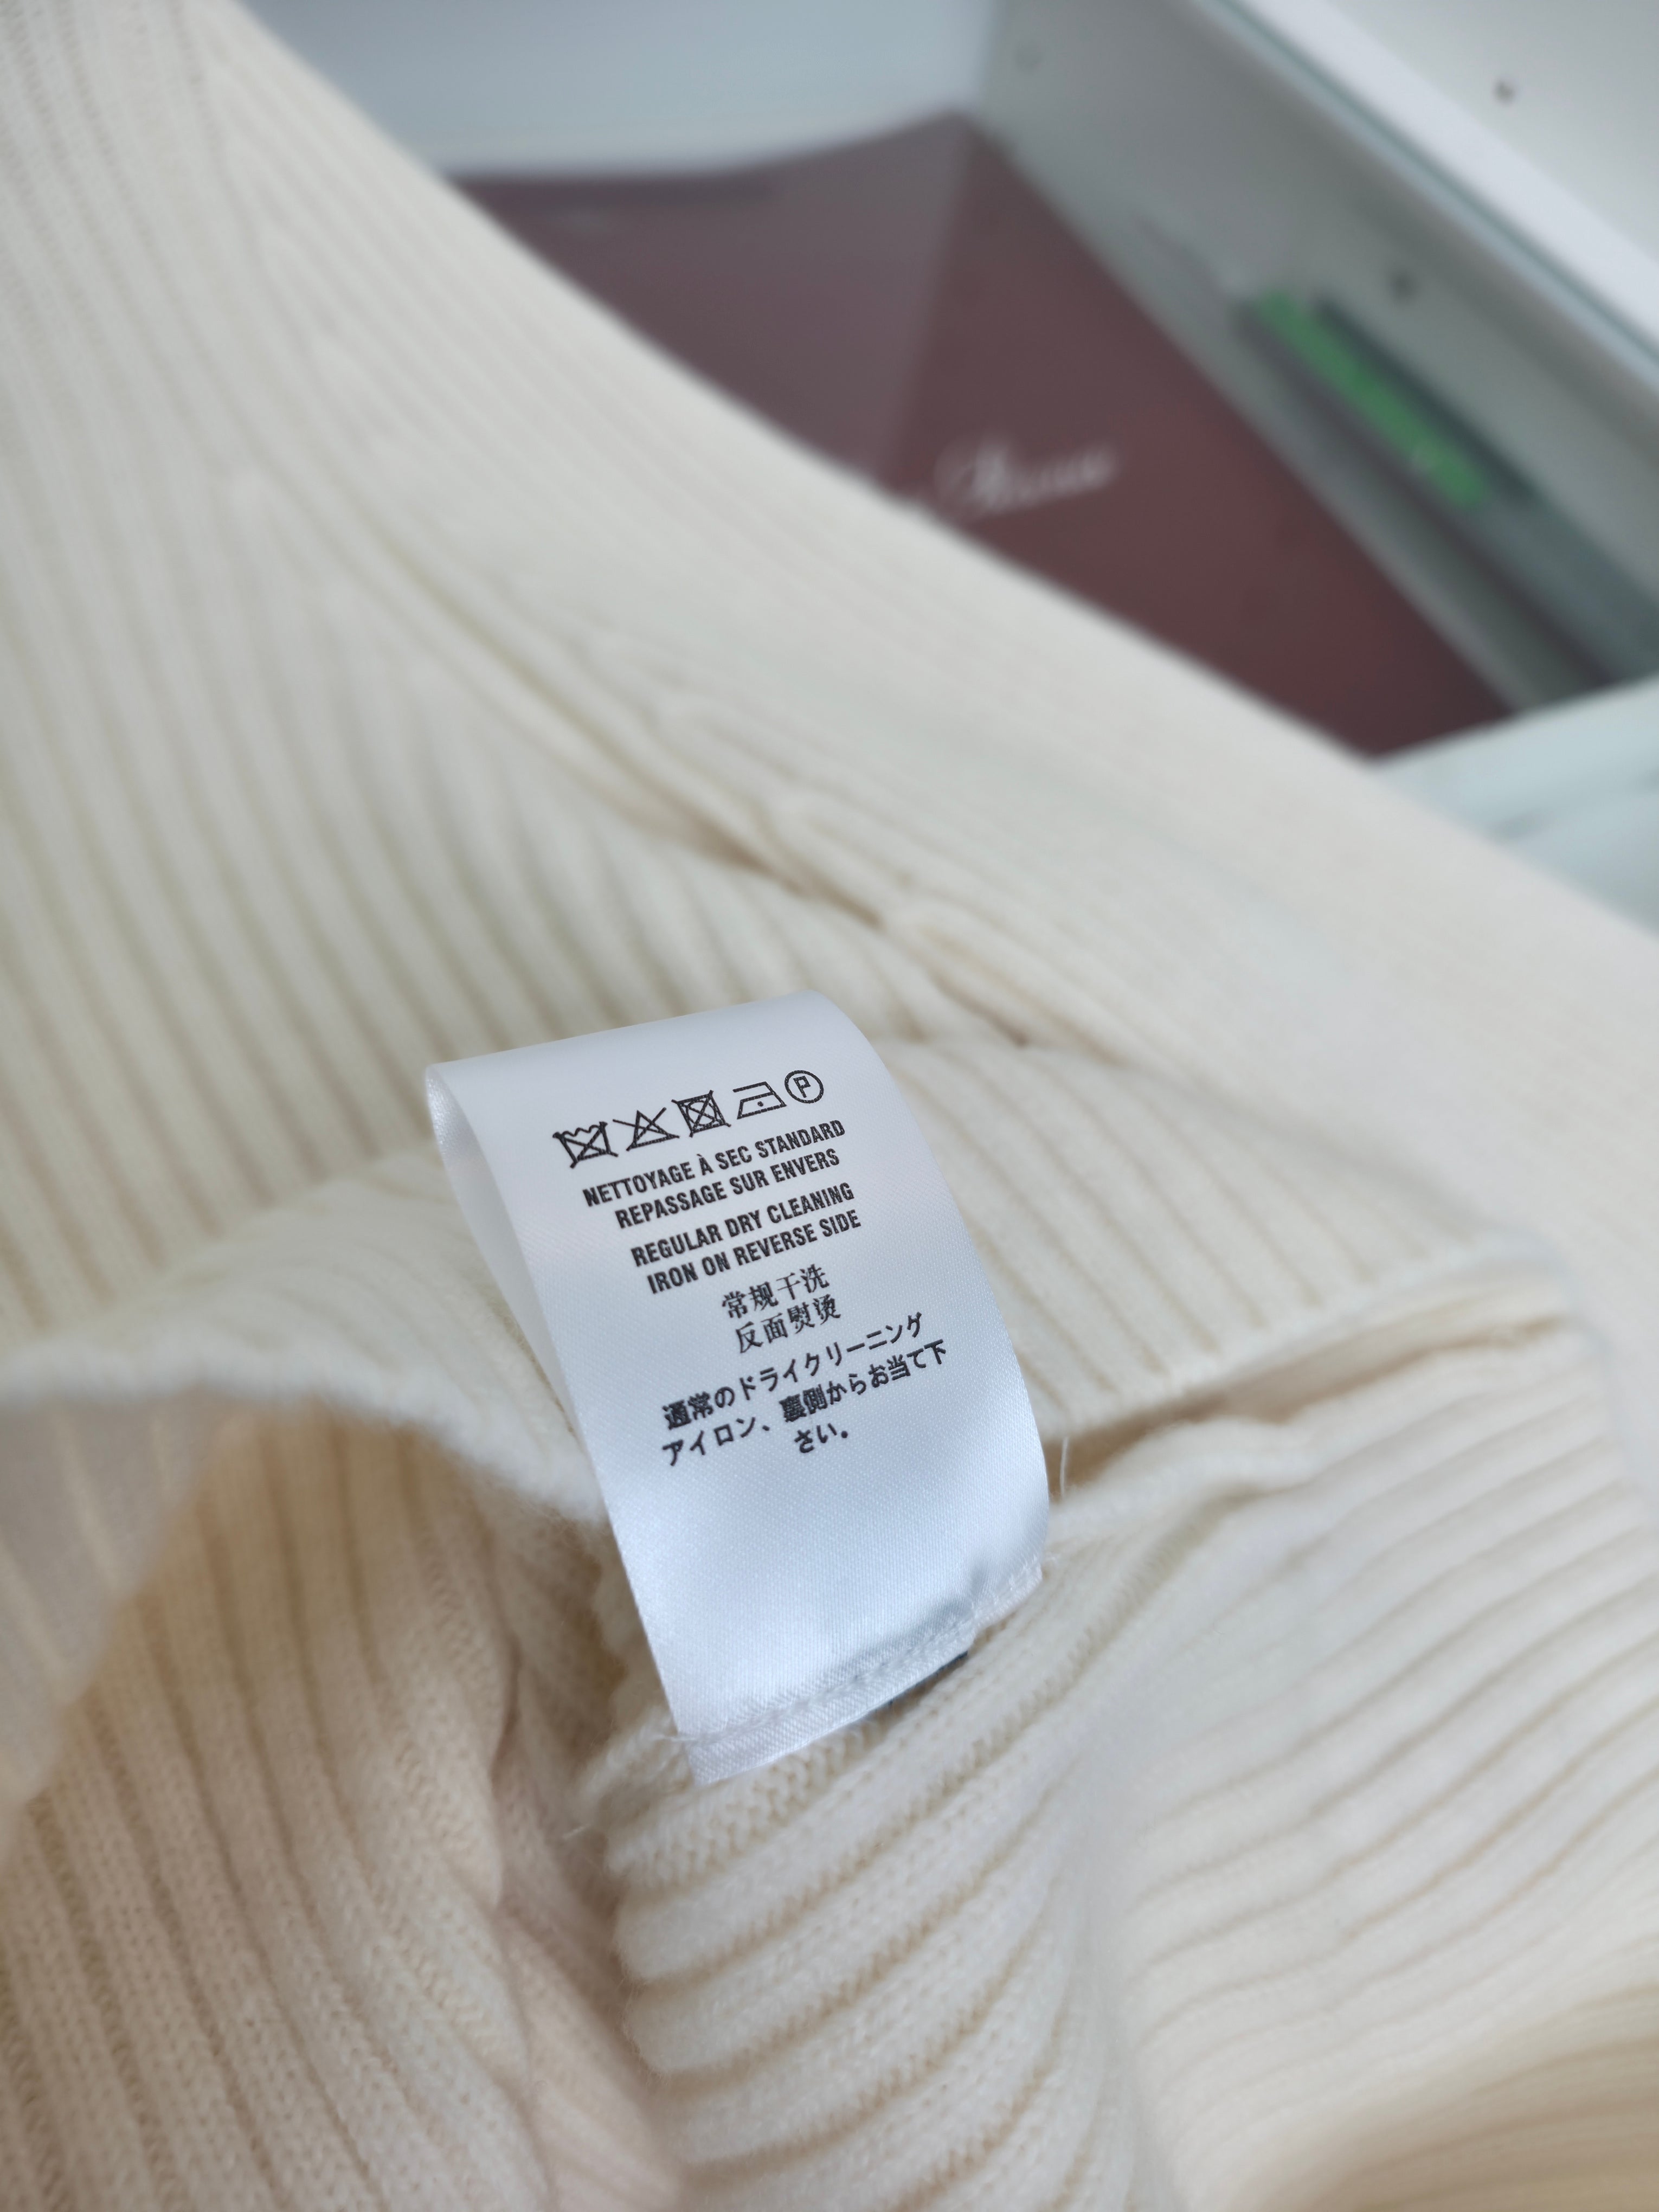 P
NETTOYAGE À SEC STANDARD
REPASSAGE SUR ENVERS
REGULAR DRY CLEANING
IRON ON REVERSE SIDE
常规干洗
反面熨烫
通常のドライクリーニング
アイロン、裏側からお当て下
さい。